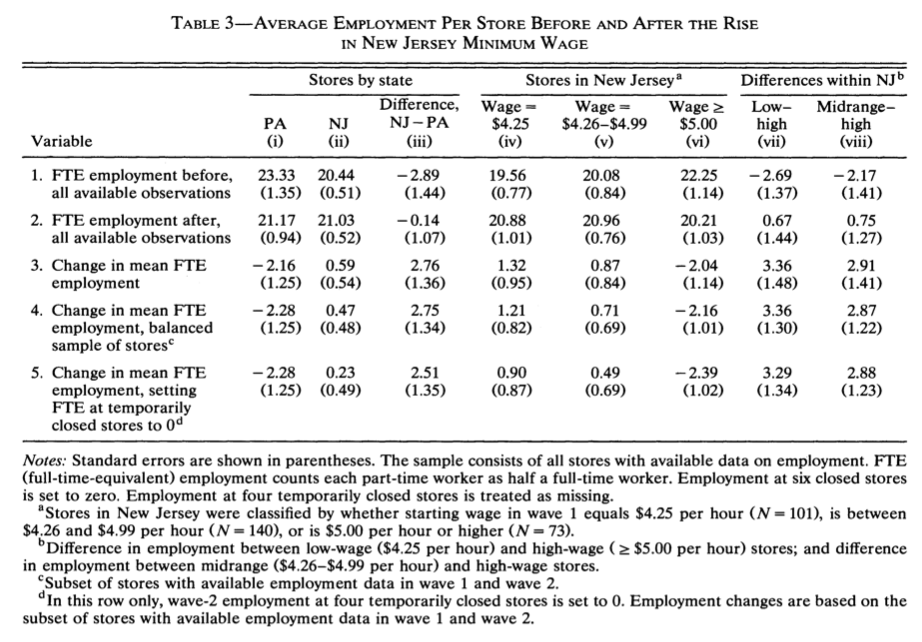 TABLE 3—AVERAGE EMPLOYMENT PER STORE BEFORE AND AFTER THE RISE
IN NEW JERSEY MINIMUM WAGE
Stores by state Stores in New Jerseyᵃ Differences within NJᵇ
Difference, Wage = Wage = Wage ≥ Low– Midrange–
PA NJ NJ – PA $4.25 $4.26–$4.99 $5.00 high high
Variable (i) (ii) (iii) (iv) (v) (vi) (vii) (viii)
1. FTE employment before, 23.33 20.44 −2.89 19.56 20.08 22.25 −2.69 −2.17
all available observations (1.35) (0.51) (1.44) (0.77) (0.84) (1.14) (1.37) (1.41)
2. FTE employment after, 21.17 21.03 −0.14 20.88 20.96 20.21 0.67 0.75
all available observations (0.94) (0.52) (1.07) (1.01) (0.76) (1.03) (1.44) (1.27)
3. Change in mean FTE −2.16 0.59 2.76 1.32 0.87 −2.04 3.36 2.91
employment (1.25) (0.54) (1.36) (0.95) (0.84) (1.14) (1.48) (1.41)
4. Change in mean FTE −2.28 0.47 2.75 1.21 0.71 −2.16 3.36 2.87
employment, balanced (1.25) (0.48) (1.34) (0.82) (0.69) (1.01) (1.30) (1.22)
sample of storesᶜ
5. Change in mean FTE −2.28 0.23 2.51 0.90 0.49 −2.39 3.29 2.88
employment, setting (1.25) (0.49) (1.35) (0.87) (0.69) (1.02) (1.34) (1.23)
FTE at temporarily
closed stores to 0ᵈ
Notes: Standard errors are shown in parentheses. The sample consists of all stores with available data on employment. FTE
(full-time-equivalent) employment counts each part-time worker as half a full-time worker. Employment at six closed stores
is set to zero. Employment at four temporarily closed stores is treated as missing.
ᵃStores in New Jersey were classified by whether starting wage in wave 1 equals $4.25 per hour (N = 101), is between
$4.26 and $4.99 per hour (N = 140), or is $5.00 per hour or higher (N = 73).
ᵇDifference in employment between low-wage ($4.25 per hour) and high-wage (≥ $5.00 per hour) stores; and difference
in employment between midrange ($4.26–$4.99 per hour) and high-wage stores.
ᶜSubset of stores with available employment data in wave 1 and wave 2.
ᵈIn this row only, wave-2 employment at four temporarily closed stores is set to 0. Employment changes are based on the
subset of stores with available employment data in wave 1 and wave 2.